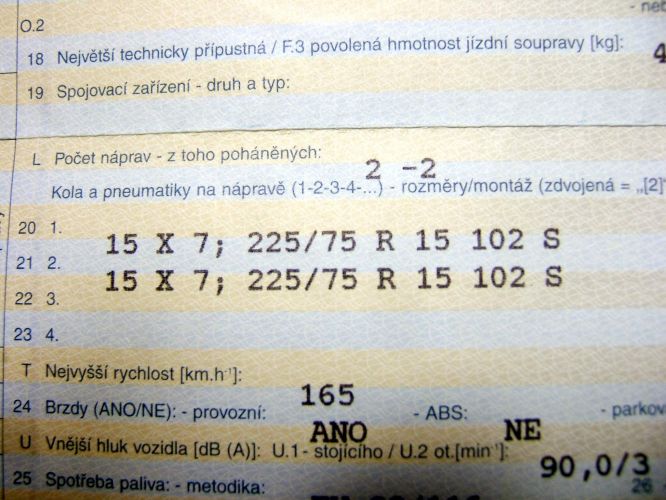 O.2
18 Největší technicky přípustná / F.3 povolená hmotnost jízdní soupravy [kg]: 4
19 Spojovací zařízení - druh a typ:
L Počet náprav - z toho poháněných: 2 -2
Kola a pneumatiky na nápravě (1-2-3-4-...) - rozměry/montáž (zdvojená = „[2]"
20 1. 15 X 7; 225/75 R 15 102 S
21 2. 15 X 7; 225/75 R 15 102 S
22 3.
23 4.
T Nejvyšší rychlost [km.h⁻¹]: 165
24 Brzdy (ANO/NE): - provozní: ANO - ABS: NE - parkov
U Vnější hluk vozidla [dB (A)]: U.1 - stojícího / U.2 ot.[min⁻¹]: 90,0/3
25 Spotřeba paliva: - metodika: 26